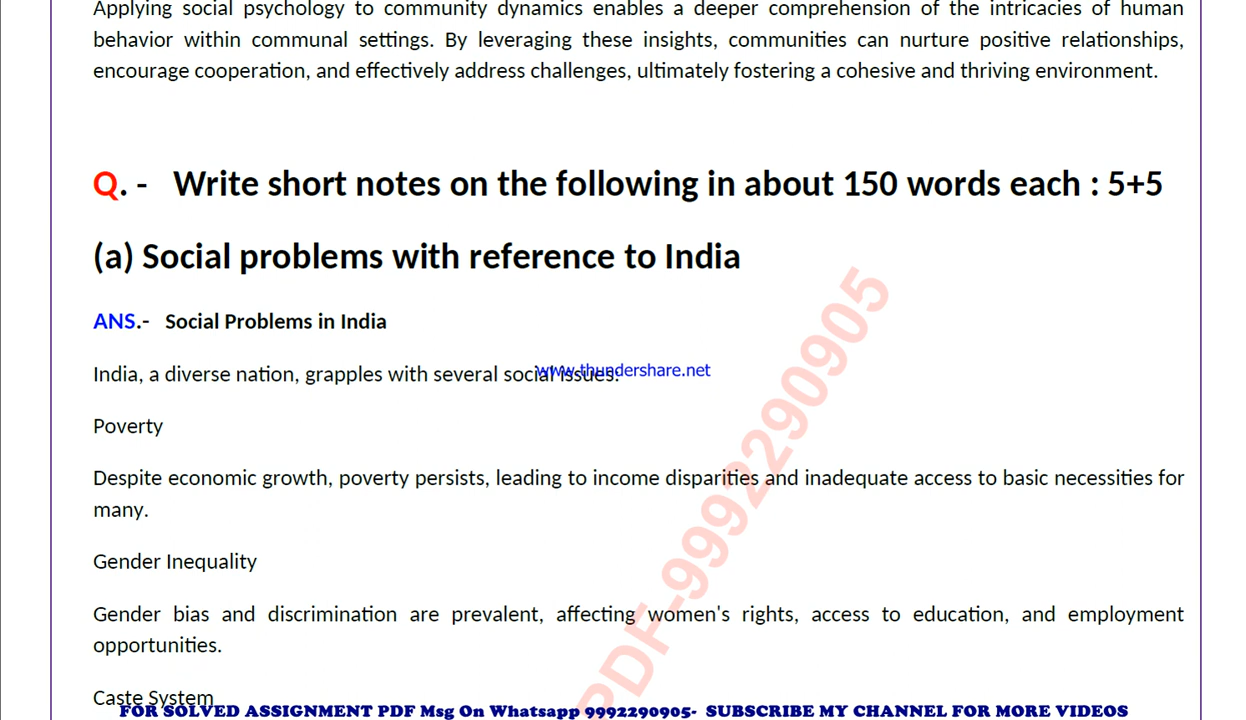 Applying social psychology to community dynamics enables a deeper comprehension of the intricacies of human
behavior within communal settings. By leveraging these insights, communities can nurture positive relationships,
encourage cooperation, and effectively address challenges, ultimately fostering a cohesive and thriving environment.
Q. - Write short notes on the following in about 150 words each : 5+5
(a) Social problems with reference to India
ANS.- Social Problems in India
India, a diverse nation, grapples with several social issues:
www.thundershare.net
Poverty
Despite economic growth, poverty persists, leading to income disparities and inadequate access to basic necessities for
many.
Gender Inequality
Gender bias and discrimination are prevalent, affecting women's rights, access to education, and employment
opportunities.
Caste System
PDF-9992290905
FOR SOLVED ASSIGNMENT PDF Msg On Whatsapp 9992290905- SUBSCRIBE MY CHANNEL FOR MORE VIDEOS